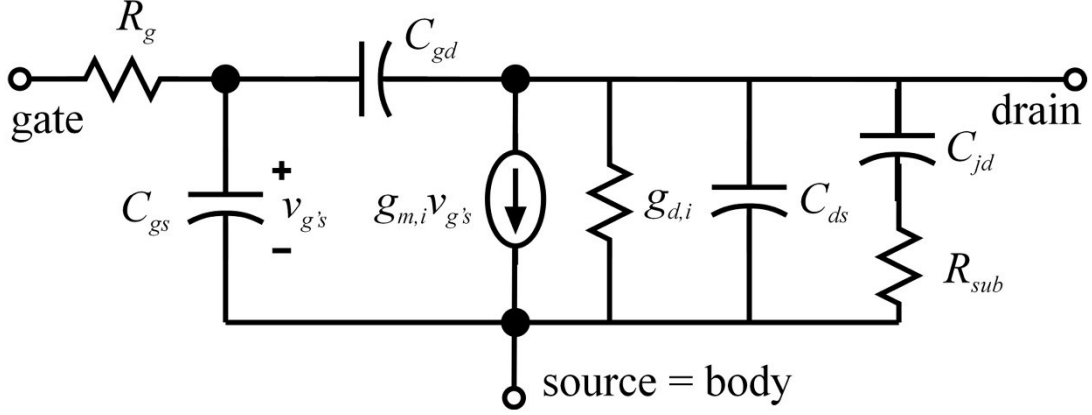 R_g
C_gd
gate
drain
C_gs
+
v_g's
−
g_m,i v_g's
g_d,i
C_ds
C_jd
R_sub
source = body